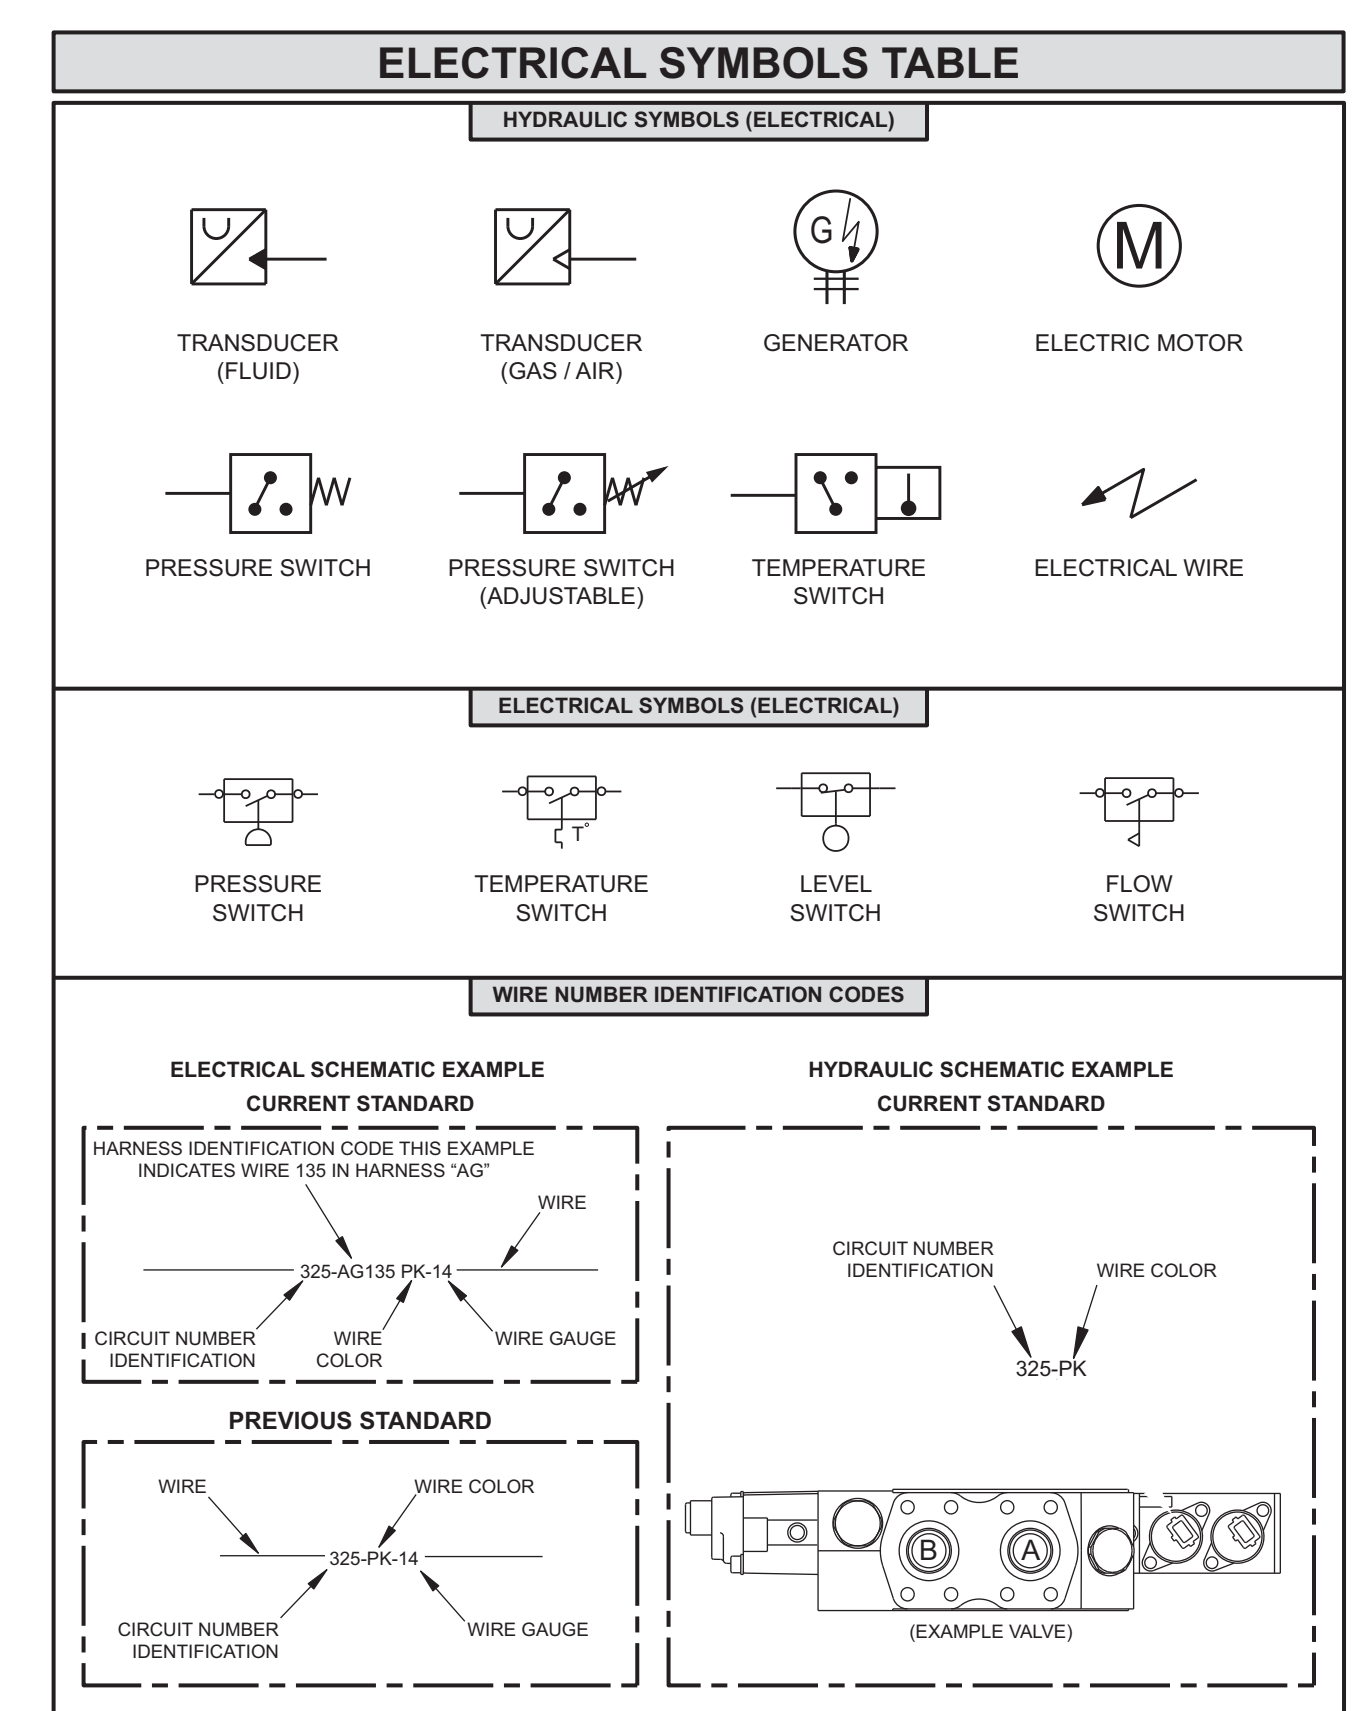 ELECTRICAL SYMBOLS TABLE
HYDRAULIC SYMBOLS (ELECTRICAL)
G
M
TRANSDUCER
(FLUID)
TRANSDUCER
(GAS / AIR)
GENERATOR
ELECTRIC MOTOR
PRESSURE SWITCH
PRESSURE SWITCH
(ADJUSTABLE)
TEMPERATURE
SWITCH
ELECTRICAL WIRE
ELECTRICAL SYMBOLS (ELECTRICAL)
T°
PRESSURE
SWITCH
TEMPERATURE
SWITCH
LEVEL
SWITCH
FLOW
SWITCH
WIRE NUMBER IDENTIFICATION CODES
ELECTRICAL SCHEMATIC EXAMPLE
CURRENT STANDARD
HARNESS IDENTIFICATION CODE THIS EXAMPLE
INDICATES WIRE 135 IN HARNESS “AG”
WIRE
325-AG135 PK-14
CIRCUIT NUMBER
IDENTIFICATION
WIRE
COLOR
WIRE GAUGE
PREVIOUS STANDARD
WIRE
WIRE COLOR
325-PK-14
CIRCUIT NUMBER
IDENTIFICATION
WIRE GAUGE
HYDRAULIC SCHEMATIC EXAMPLE
CURRENT STANDARD
CIRCUIT NUMBER
IDENTIFICATION
WIRE COLOR
325-PK
B
A
(EXAMPLE VALVE)